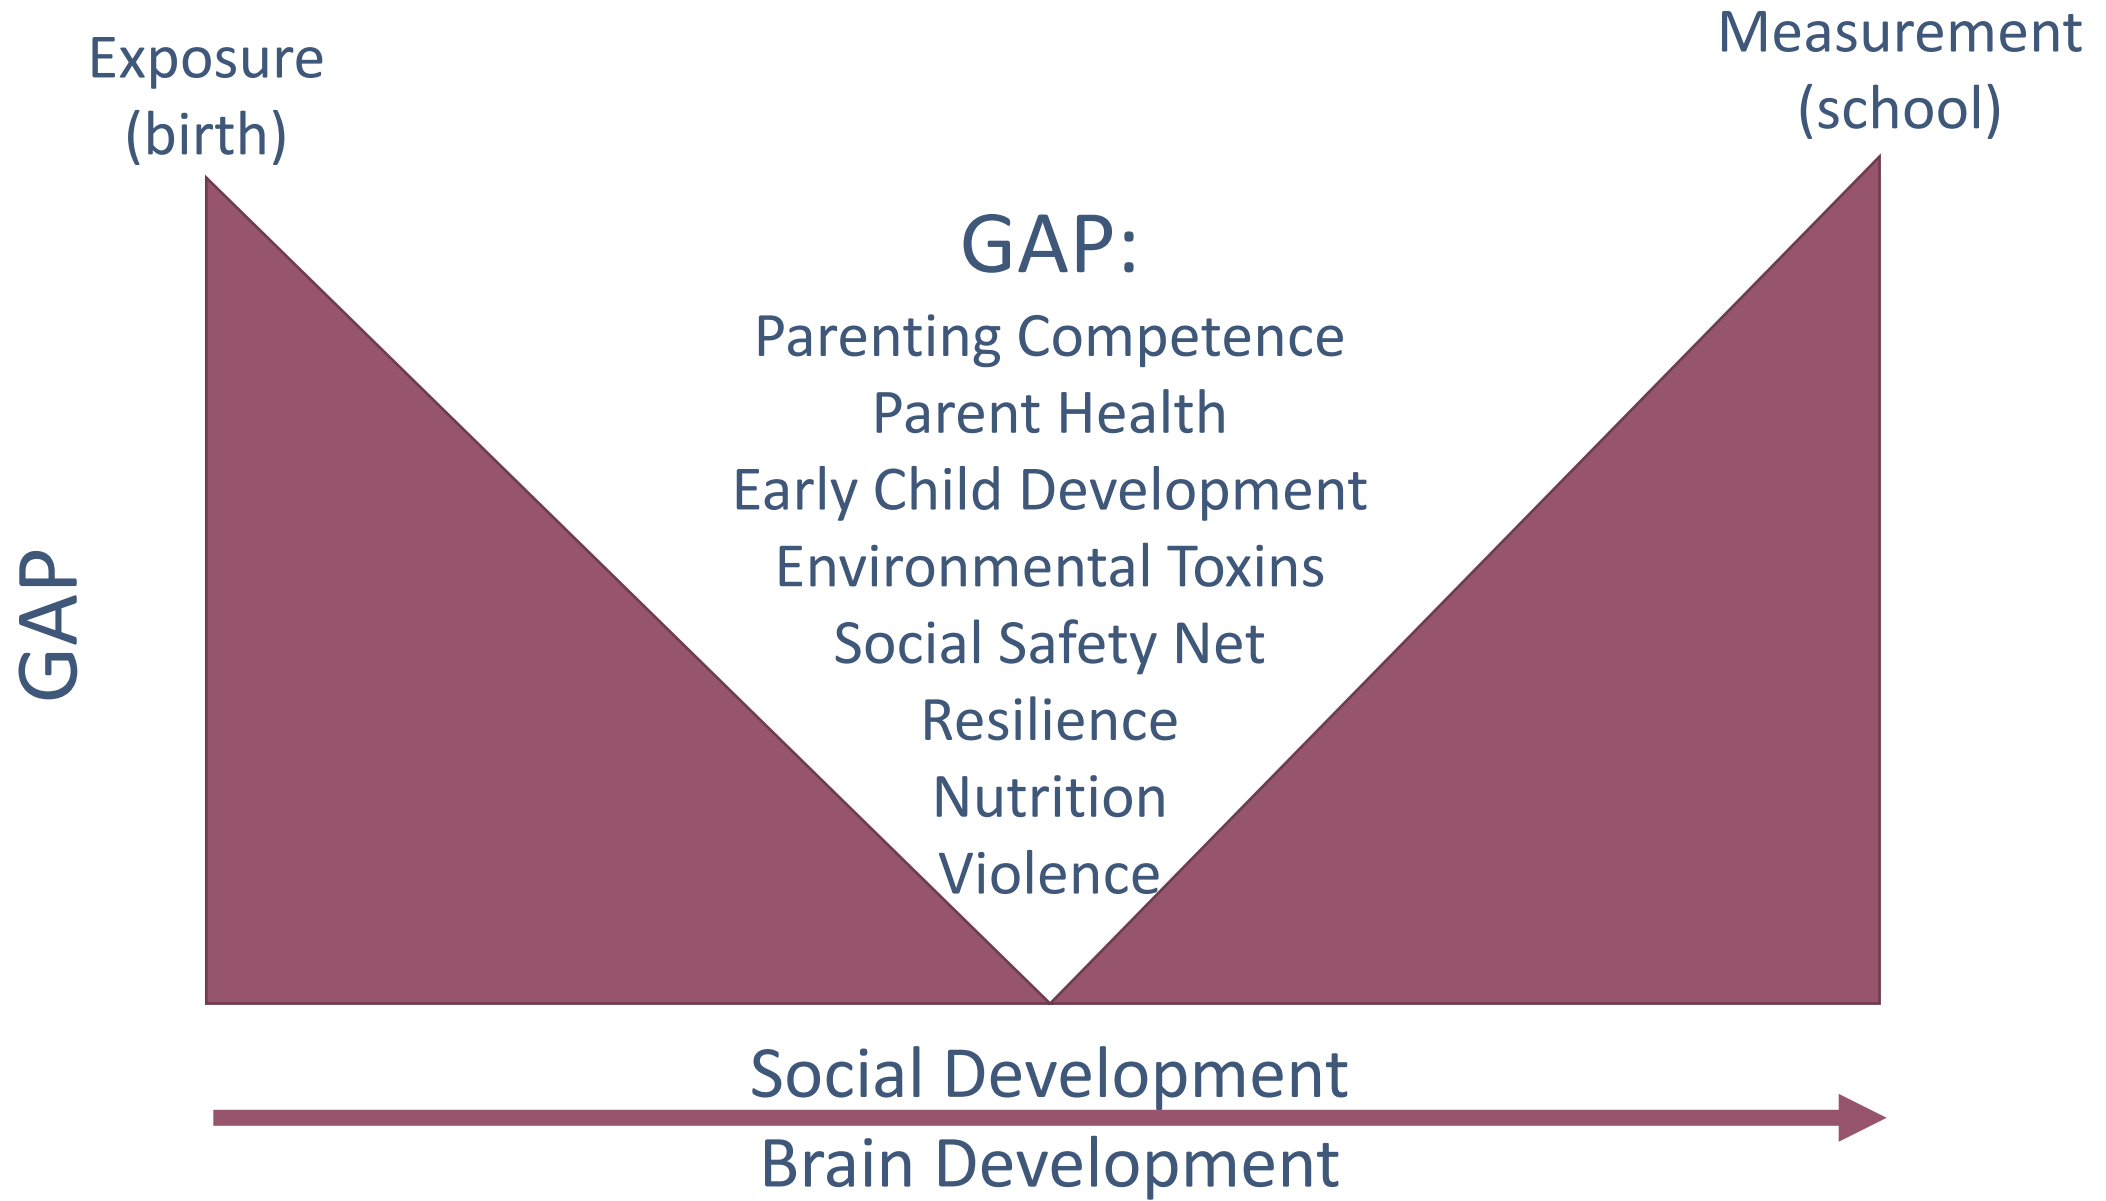 Exposure
(birth)
Measurement
(school)
GAP:
Parenting Competence
Parent Health
Early Child Development
Environmental Toxins
Social Safety Net
Resilience
Nutrition
Violence
GAP
Social Development
Brain Development